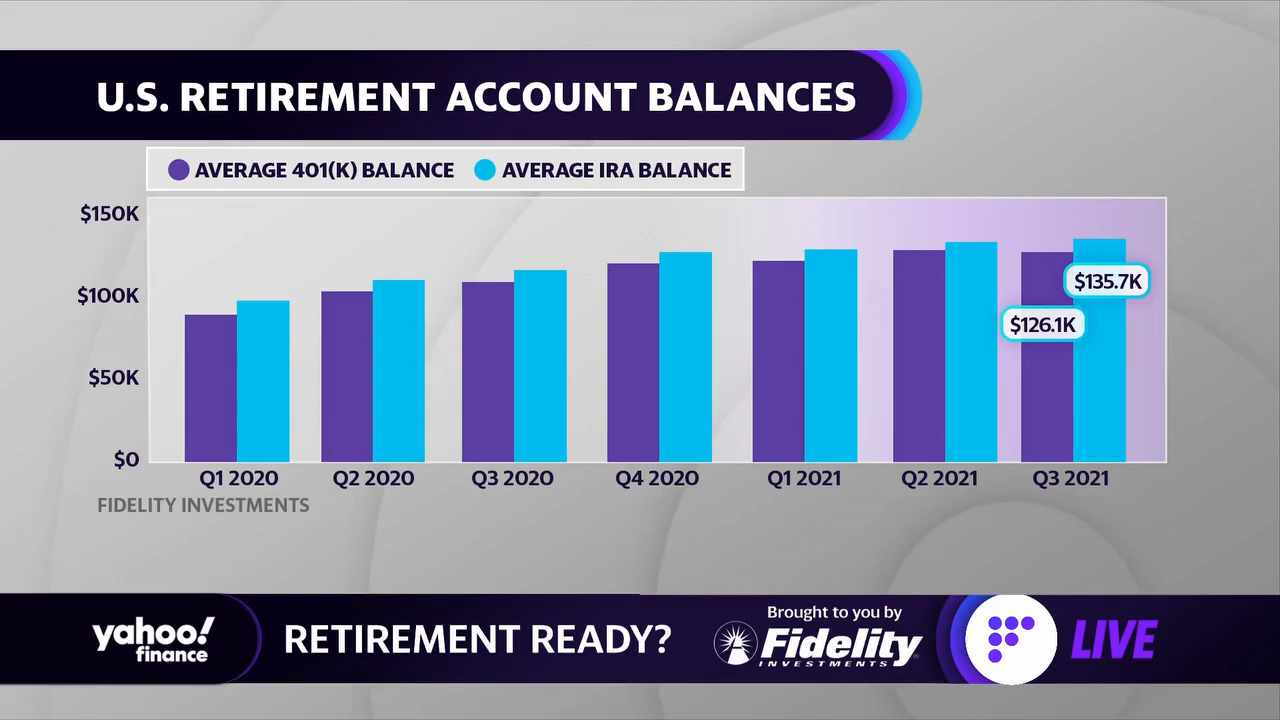 U.S. RETIREMENT ACCOUNT BALANCES
AVERAGE 401(K) BALANCE AVERAGE IRA BALANCE
$150K
$100K
$50K
$0
$135.7K
$126.1K
Q1 2020 Q2 2020 Q3 2020 Q4 2020 Q1 2021 Q2 2021 Q3 2021
FIDELITY INVESTMENTS
yahoo!
finance
RETIREMENT READY?
Brought to you by
Fidelity
INVESTMENTS
LIVE